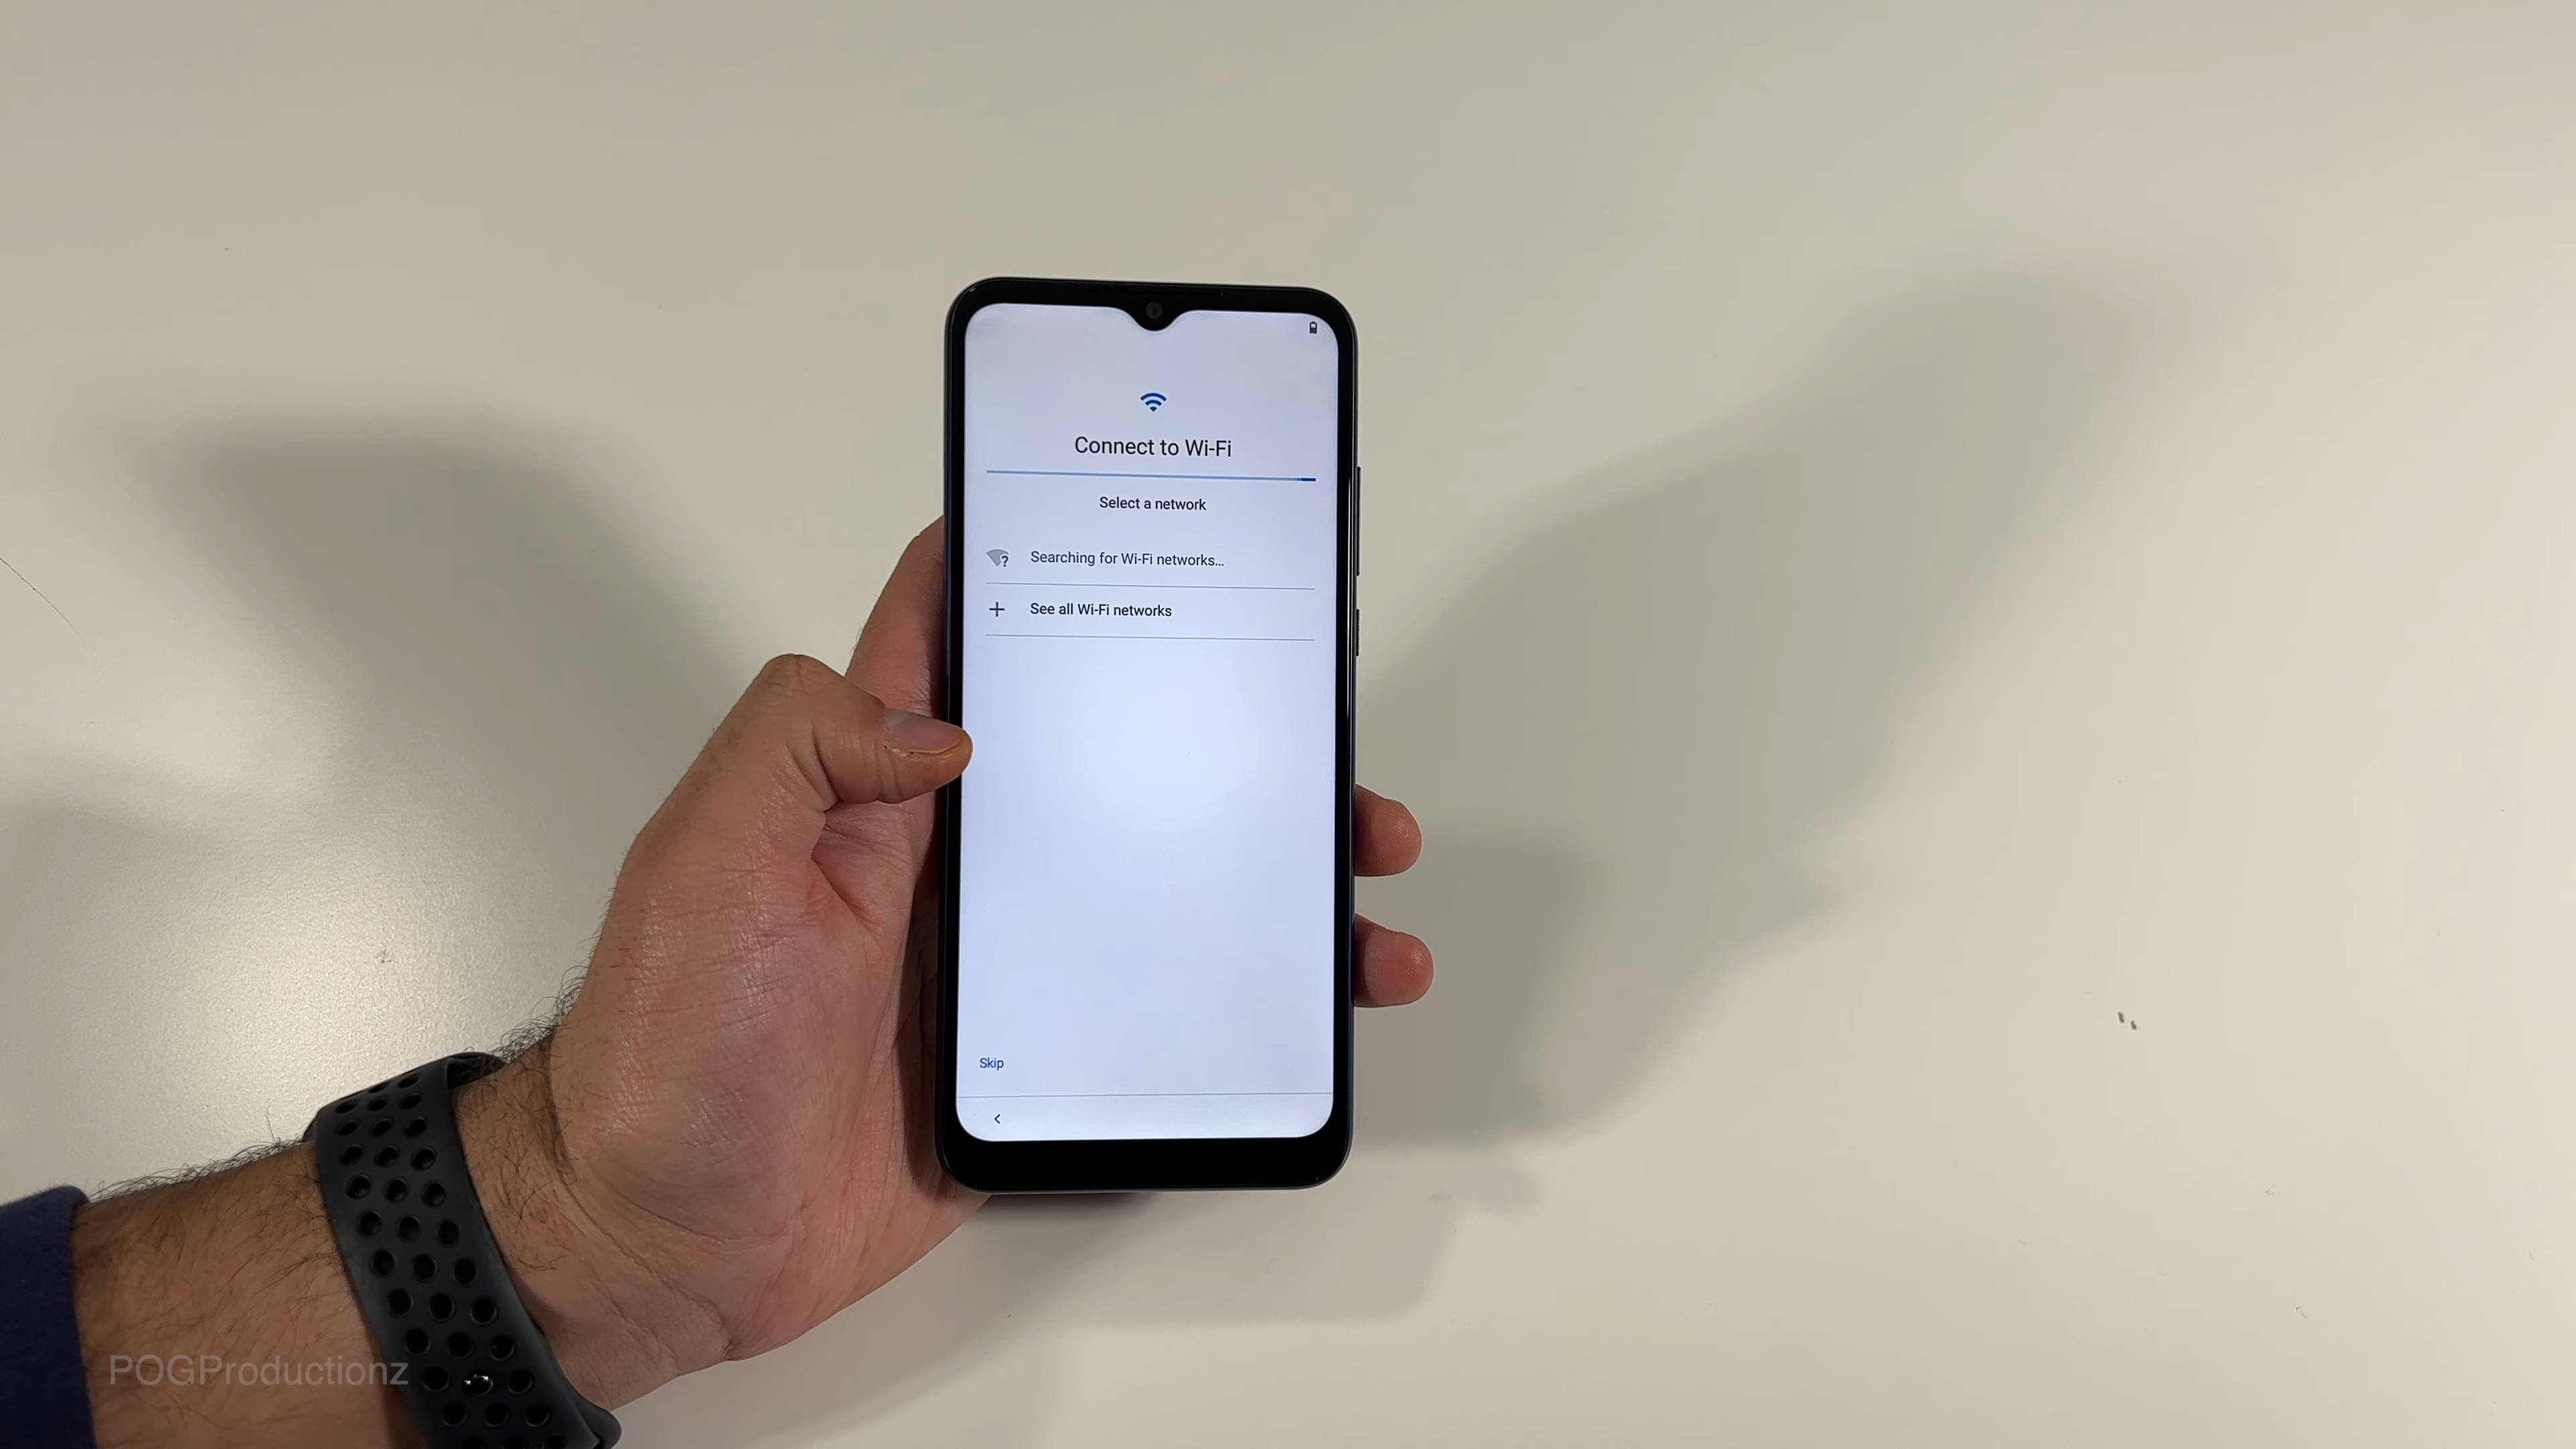 Connect to Wi-Fi
Select a network
Searching for Wi-Fi networks...
See all Wi-Fi networks
Skip
POGProductionz